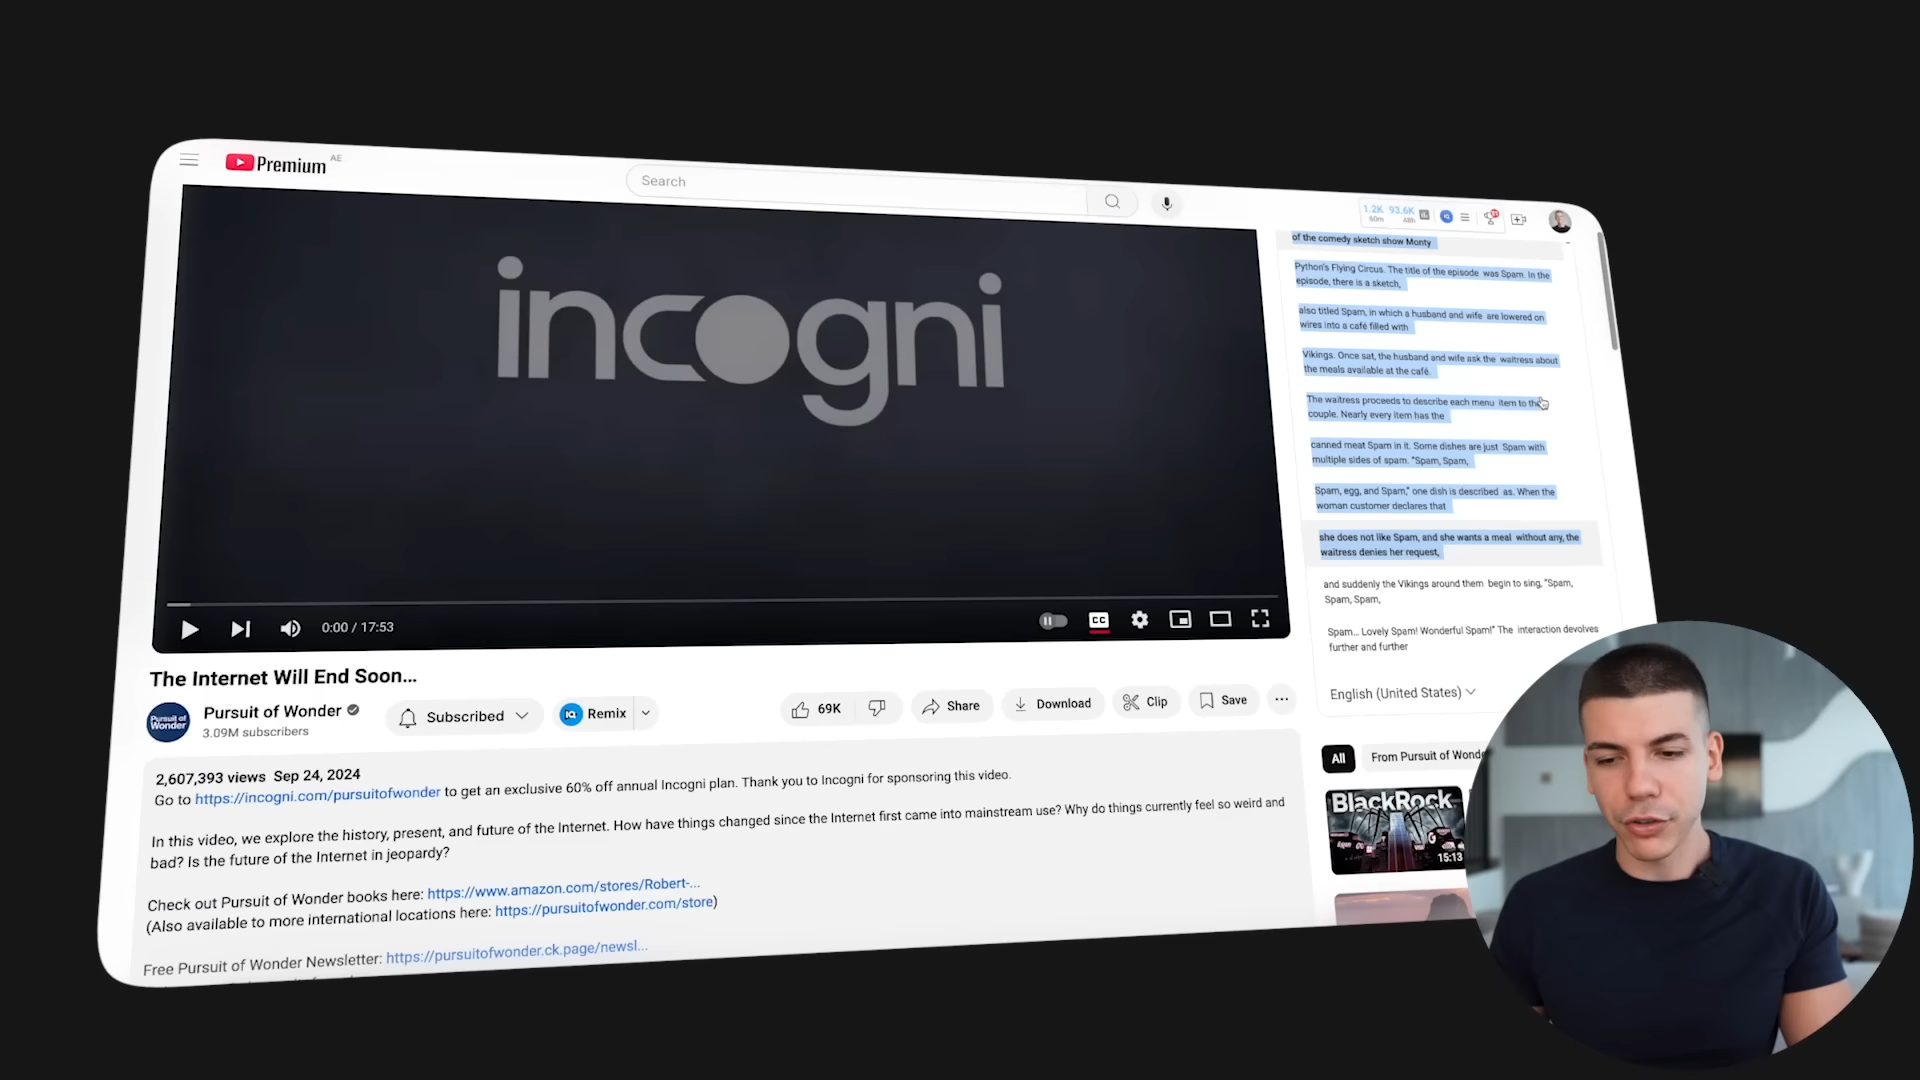 Premium AE
Search
1.2K 93.6K
60m 48h
incogni
0:00 / 17:53
CC
of the comedy sketch show Monty
Python's Flying Circus. The title of the episode was Spam. In the
episode, there is a sketch,
also titled Spam, in which a husband and wife are lowered on
wires into a café filled with
Vikings. Once sat, the husband and wife ask the waitress about
the meals available at the café.
The waitress proceeds to describe each menu item to the
couple. Nearly every item has the
canned meat Spam in it. Some dishes are just Spam with
multiple sides of spam. "Spam, Spam,
Spam, egg, and Spam," one dish is described as. When the
woman customer declares that
she does not like Spam, and she wants a meal without any, the
waitress denies her request,
and suddenly the Vikings around them begin to sing, "Spam,
Spam, Spam,
Spam... Lovely Spam! Wonderful Spam!" The interaction devolves
further and further
English (United States)
The Internet Will End Soon...
Pursuit of Wonder
Pursuit of Wonder
3.09M subscribers
Subscribed
Remix
69K
Share
Download
Clip
Save
All
From Pursuit of Wonde
BlackRock
15:13
2,607,393 views Sep 24, 2024
Go to https://incogni.com/pursuitofwonder to get an exclusive 60% off annual Incogni plan. Thank you to Incogni for sponsoring this video.
In this video, we explore the history, present, and future of the Internet. How have things changed since the Internet first came into mainstream use? Why do things currently feel so weird and
bad? Is the future of the Internet in jeopardy?
Check out Pursuit of Wonder books here: https://www.amazon.com/stores/Robert-...
(Also available to more international locations here: https://pursuitofwonder.com/store)
Free Pursuit of Wonder Newsletter: https://pursuitofwonder.ck.page/newsl...